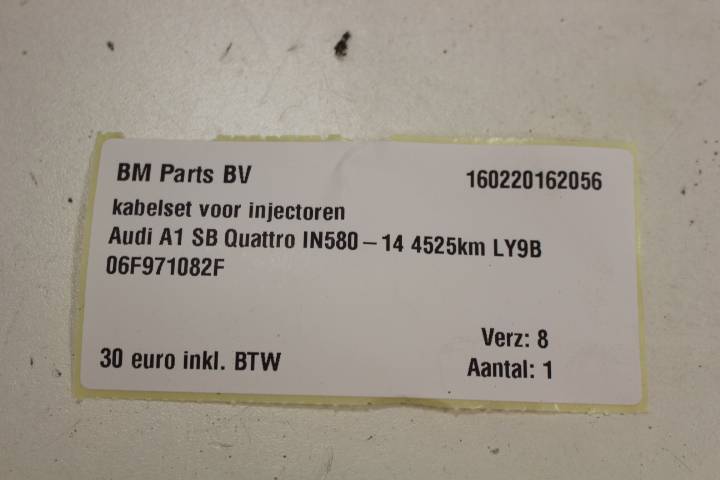 BM Parts BV 160220162056
kabelset voor injectoren
Audi A1 SB Quattro IN580 – 14 4525km LY9B
06F971082F
Verz: 8
30 euro inkl. BTW Aantal: 1